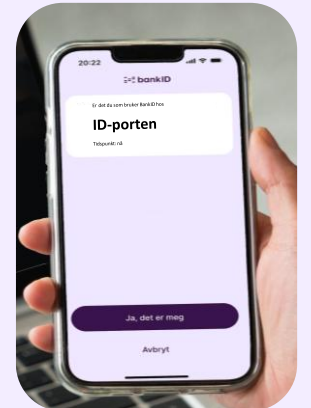 20:22
bankID
Er det du som bruker BankID hos
ID-porten
Tidspunkt: nå
Ja, det er meg
Avbryt